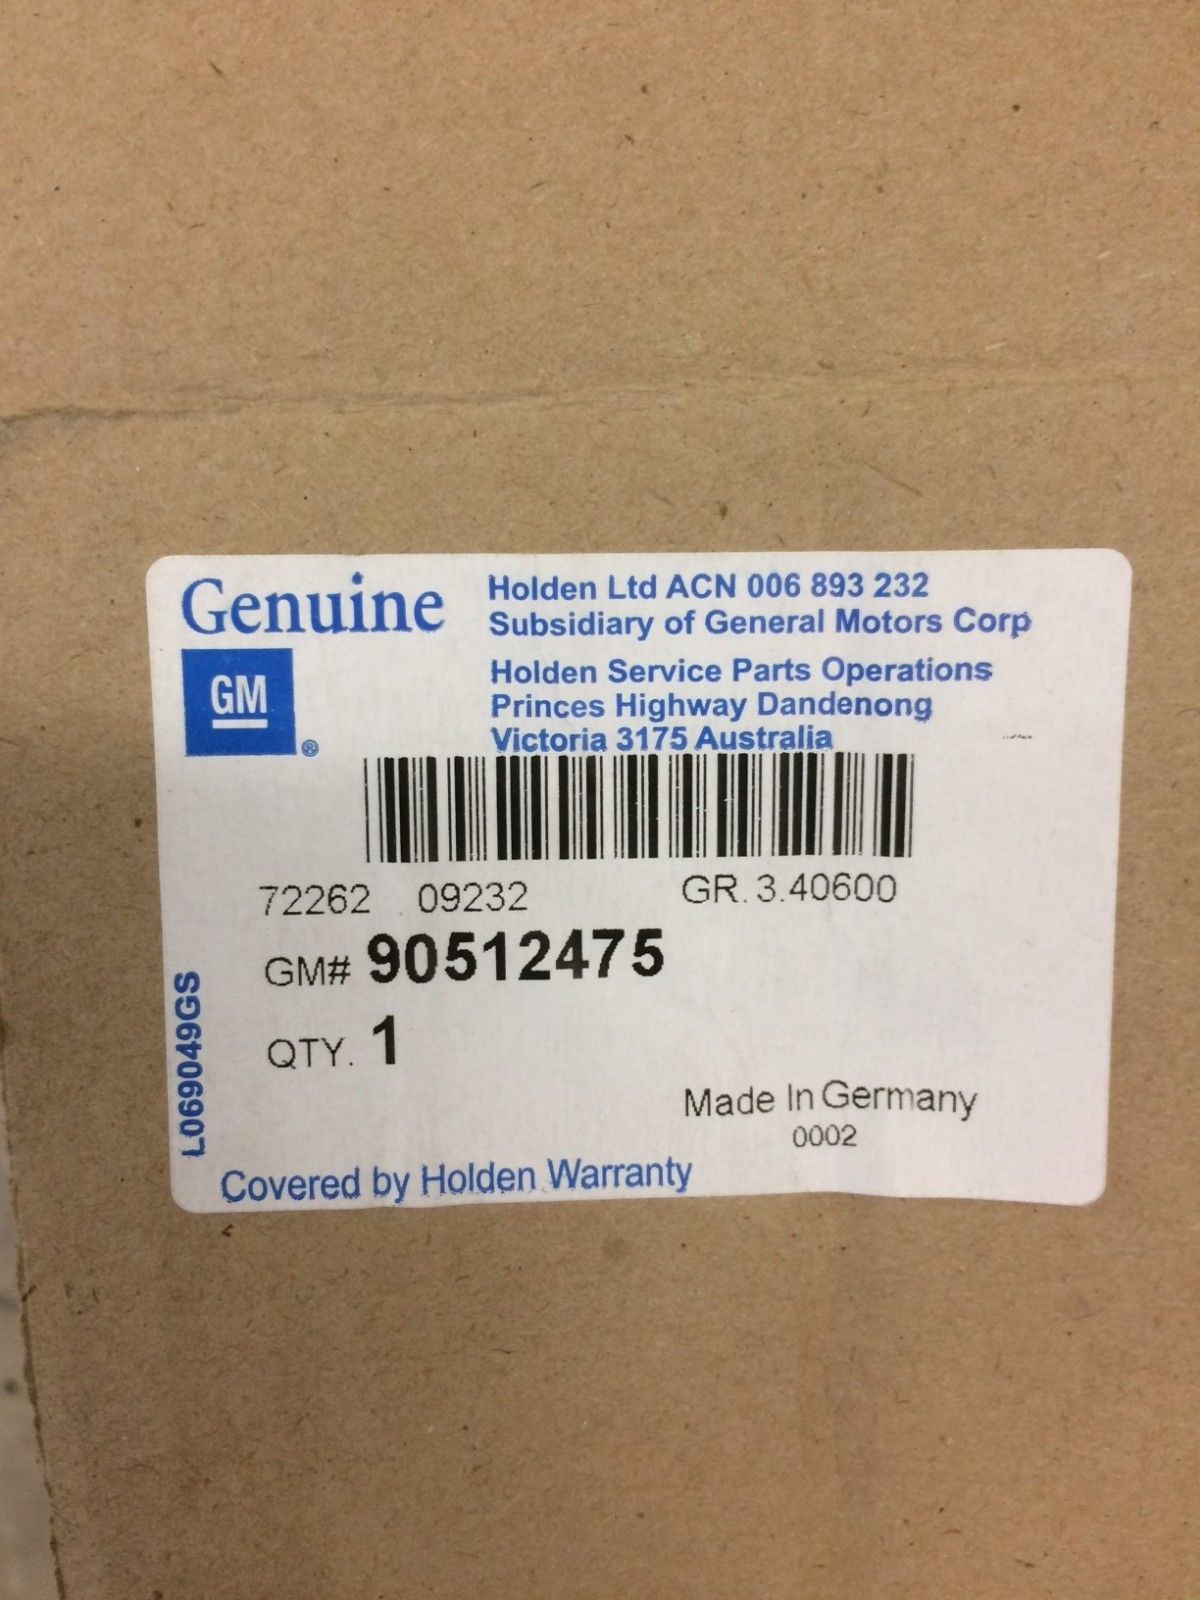 Genuine
GM
®
Holden Ltd ACN 006 893 232
Subsidiary of General Motors Corp
Holden Service Parts Operations
Princes Highway Dandenong
Victoria 3175 Australia
72262 09232 GR. 3.40600
GM# 90512475
QTY. 1
L069049GS
Made In Germany
0002
Covered by Holden Warranty